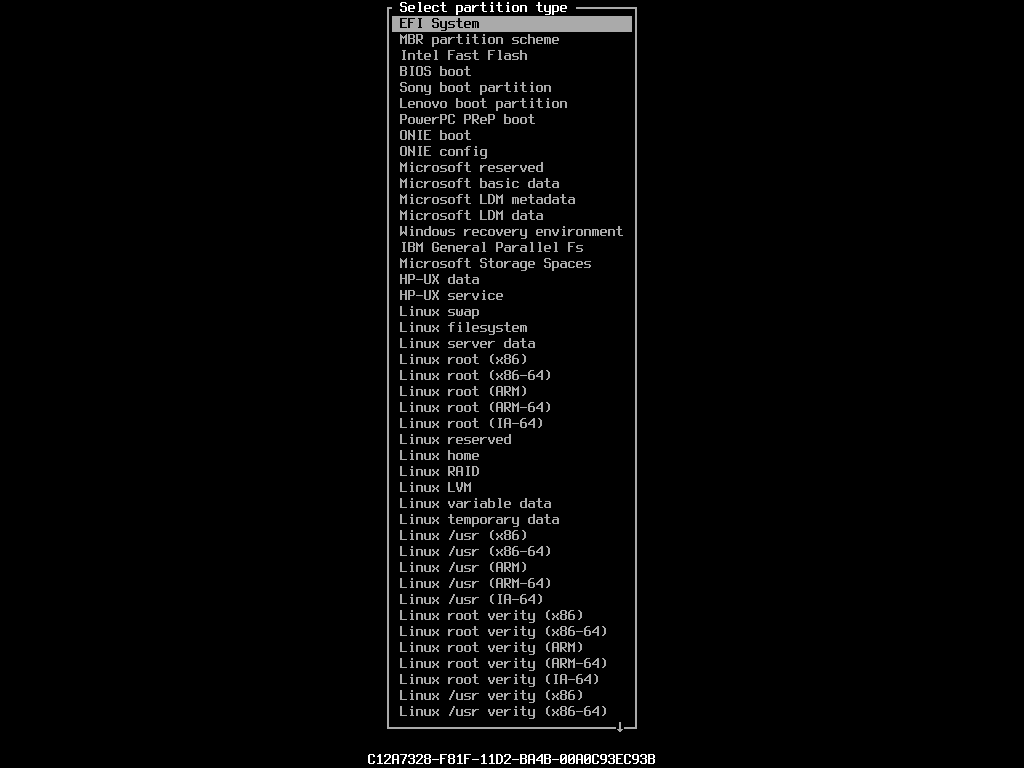 Select partition type
EFI System
MBR partition scheme
Intel Fast Flash
BIOS boot
Sony boot partition
Lenovo boot partition
PowerPC PReP boot
ONIE boot
ONIE config
Microsoft reserved
Microsoft basic data
Microsoft LDM metadata
Microsoft LDM data
Windows recovery environment
IBM General Parallel Fs
Microsoft Storage Spaces
HP-UX data
HP-UX service
Linux swap
Linux filesystem
Linux server data
Linux root (x86)
Linux root (x86-64)
Linux root (ARM)
Linux root (ARM-64)
Linux root (IA-64)
Linux reserved
Linux home
Linux RAID
Linux LVM
Linux variable data
Linux temporary data
Linux /usr (x86)
Linux /usr (x86-64)
Linux /usr (ARM)
Linux /usr (ARM-64)
Linux /usr (IA-64)
Linux root verity (x86)
Linux root verity (x86-64)
Linux root verity (ARM)
Linux root verity (ARM-64)
Linux root verity (IA-64)
Linux /usr verity (x86)
Linux /usr verity (x86-64)
↓
C12A7328-F81F-11D2-BA4B-00A0C93EC93B